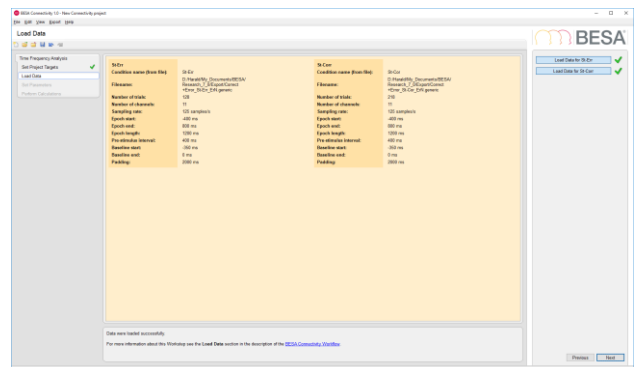 BESA Connectivity 1.0 - New Connectivity project
File Edit View Export Help
Load Data
BESA
Time Frequency Analysis
Set Project Targets
Load Data
Set Parameters
Perform Calculations
St-Err
Condition name (from file): St-Err
Filename:
Number of trials: 128
Number of channels: 11
Sampling rate: 125 samples/s
Epoch start: -400 ms
Epoch end: 800 ms
Epoch length: 1200 ms
Pre-stimulus interval: 400 ms
Baseline start:
Baseline end: 0 ms
Padding: 2000 ms
St-Corr
Condition name (from file): St-Corr
Filename:
Number of trials:
Number of channels: 11
Sampling rate: 125 samples/s
Epoch start: -400 ms
Epoch end: 800 ms
Epoch length: 1200 ms
Pre-stimulus interval: 400 ms
Baseline start:
Baseline end: 0 ms
Padding: 2000 ms
Load Data for St-Err
Load Data for St-Corr
Data were loaded successfully.
For more information about this Workstep see the Load Data section in the description of the BESA Connectivity Workflow.
Previous
Next